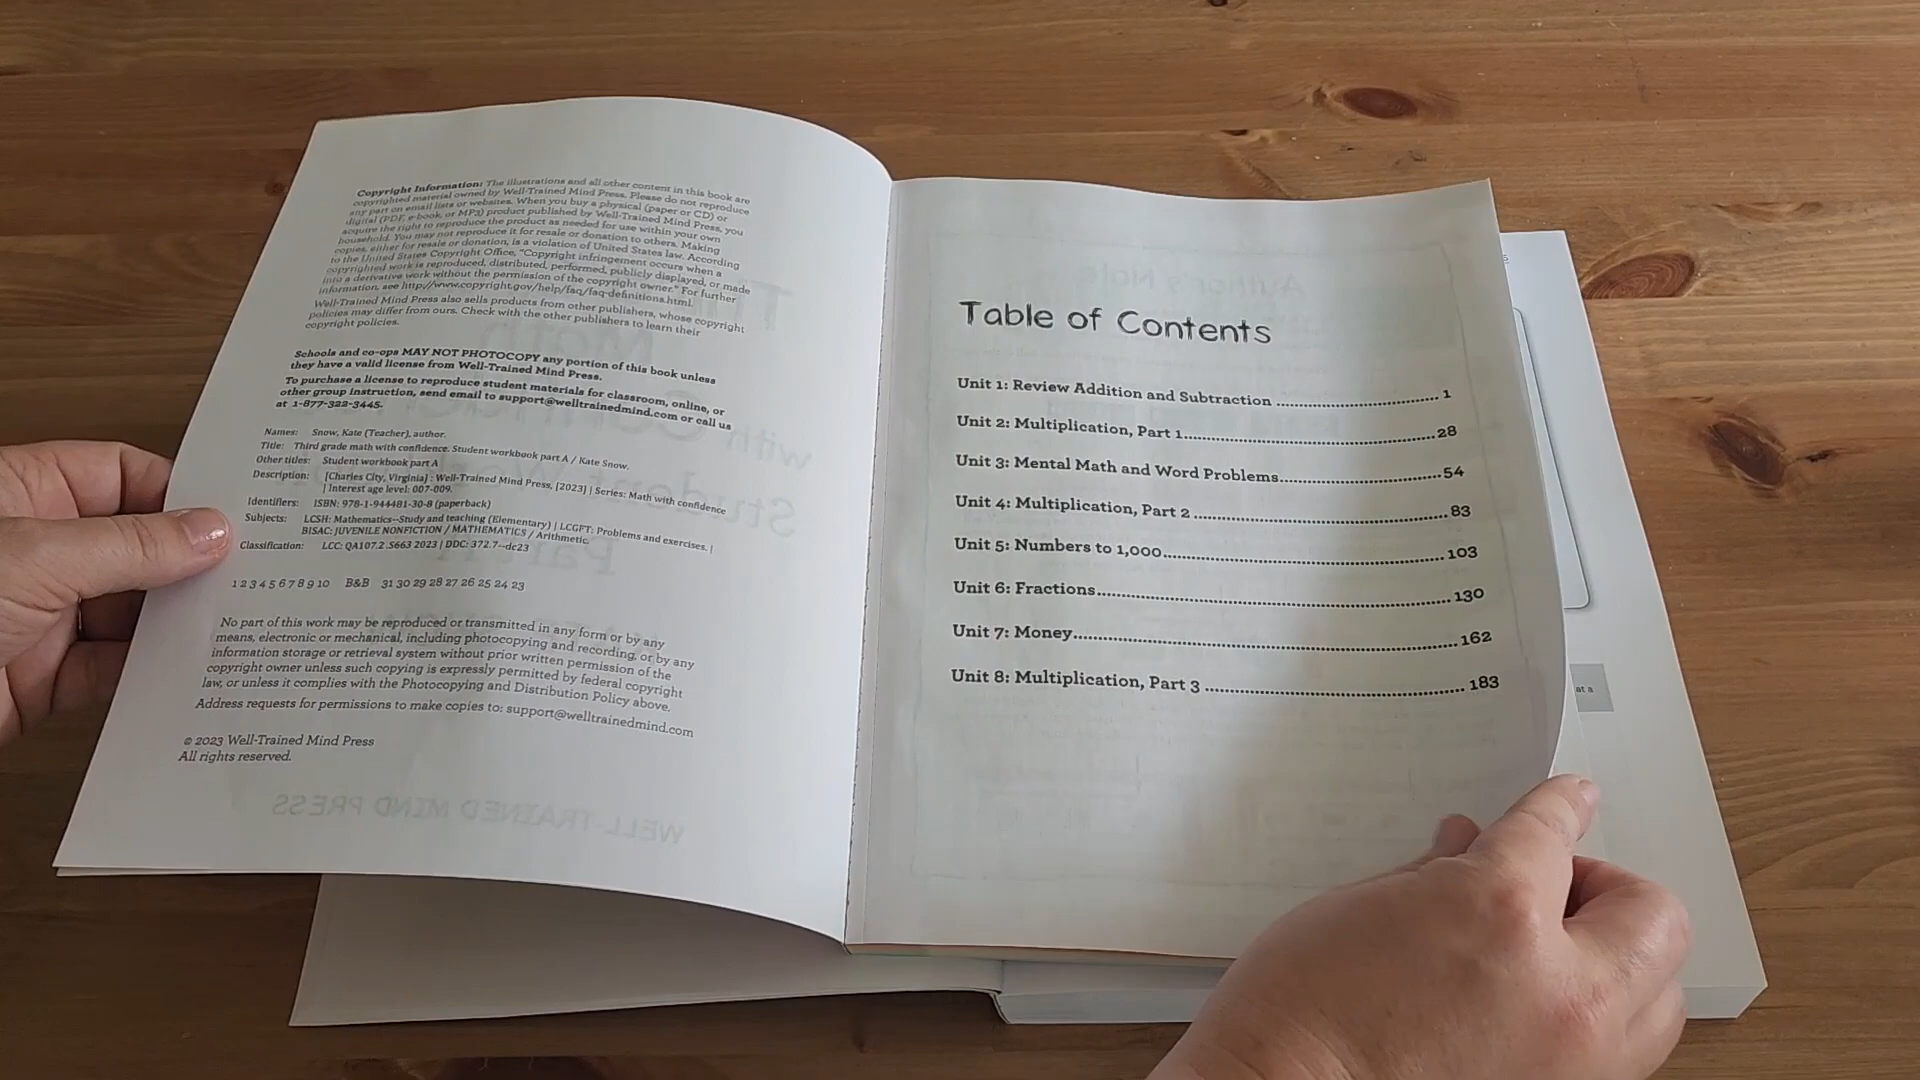 Copyright Information: The illustrations and all other content in this book are
copyrighted material owned by Well-Trained Mind Press. Please do not reproduce
any part on email lists or websites. When you buy a physical (paper or CD) or
digital (PDF, e-book, or MP3) product published by Well-Trained Mind Press, you
acquire the right to reproduce the product as needed for use within your own
household. You may not reproduce it for resale or donation to others. Making
copies, either for resale or donation, is a violation of United States law. According
to the United States Copyright Office, "Copyright infringement occurs when a
copyrighted work is reproduced, distributed, performed, publicly displayed, or made
into a derivative work without the permission of the copyright owner." For further
information, see http://www.copyright.gov/help/faq/faq-definitions.html.
Well-Trained Mind Press also sells products from other publishers, whose copyright
policies may differ from ours. Check with the other publishers to learn their
copyright policies.
Schools and co-ops MAY NOT PHOTOCOPY any portion of this book unless
they have a valid license from Well-Trained Mind Press.
To purchase a license to reproduce student materials for classroom, online, or
other group instruction, send email to support@welltrainedmind.com or call us
at 1-877-322-3445.
Names: Snow, Kate (Teacher), author.
Title: Third grade math with confidence. Student workbook part A / Kate Snow.
Other titles: Student workbook part A
Description: [Charles City, Virginia] : Well-Trained Mind Press, [2023] | Series: Math with confidence
| Interest age level: 007-009.
Identifiers: ISBN: 978-1-944481-30-8 (paperback)
Subjects: LCSH: Mathematics--Study and teaching (Elementary) | LCGFT: Problems and exercises. |
BISAC: JUVENILE NONFICTION / MATHEMATICS / Arithmetic.
Classification: LCC: QA107.2 .S663 2023 | DDC: 372.7--dc23
1 2 3 4 5 6 7 8 9 10 B&B 31 30 29 28 27 26 25 24 23
No part of this work may be reproduced or transmitted in any form or by any
means, electronic or mechanical, including photocopying and recording, or by any
information storage or retrieval system without prior written permission of the
copyright owner unless such copying is expressly permitted by federal copyright
law, or unless it complies with the Photocopying and Distribution Policy above.
Address requests for permissions to make copies to: support@welltrainedmind.com
© 2023 Well-Trained Mind Press
All rights reserved.
Table of Contents
Unit 1: Review Addition and Subtraction ........ 1
Unit 2: Multiplication, Part 1........ 28
Unit 3: Mental Math and Word Problems........ 54
Unit 4: Multiplication, Part 2 ........ 83
Unit 5: Numbers to 1,000........ 103
Unit 6: Fractions........ 130
Unit 7: Money........ 162
Unit 8: Multiplication, Part 3 ........ 183
at a